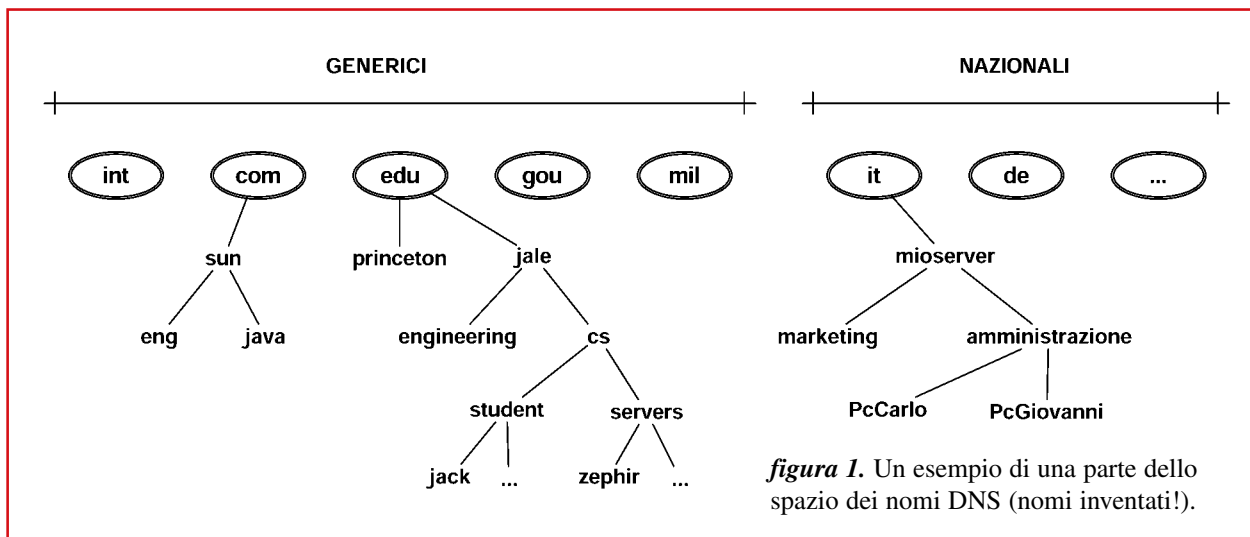 GENERICI NAZIONALI
int com edu gou mil it de ...
sun princeton jale mioserver
eng java engineering cs marketing amministrazione
student servers PcCarlo PcGiovanni
jack ... zephir ...
figura 1. Un esempio di una parte dello
spazio dei nomi DNS (nomi inventati!).